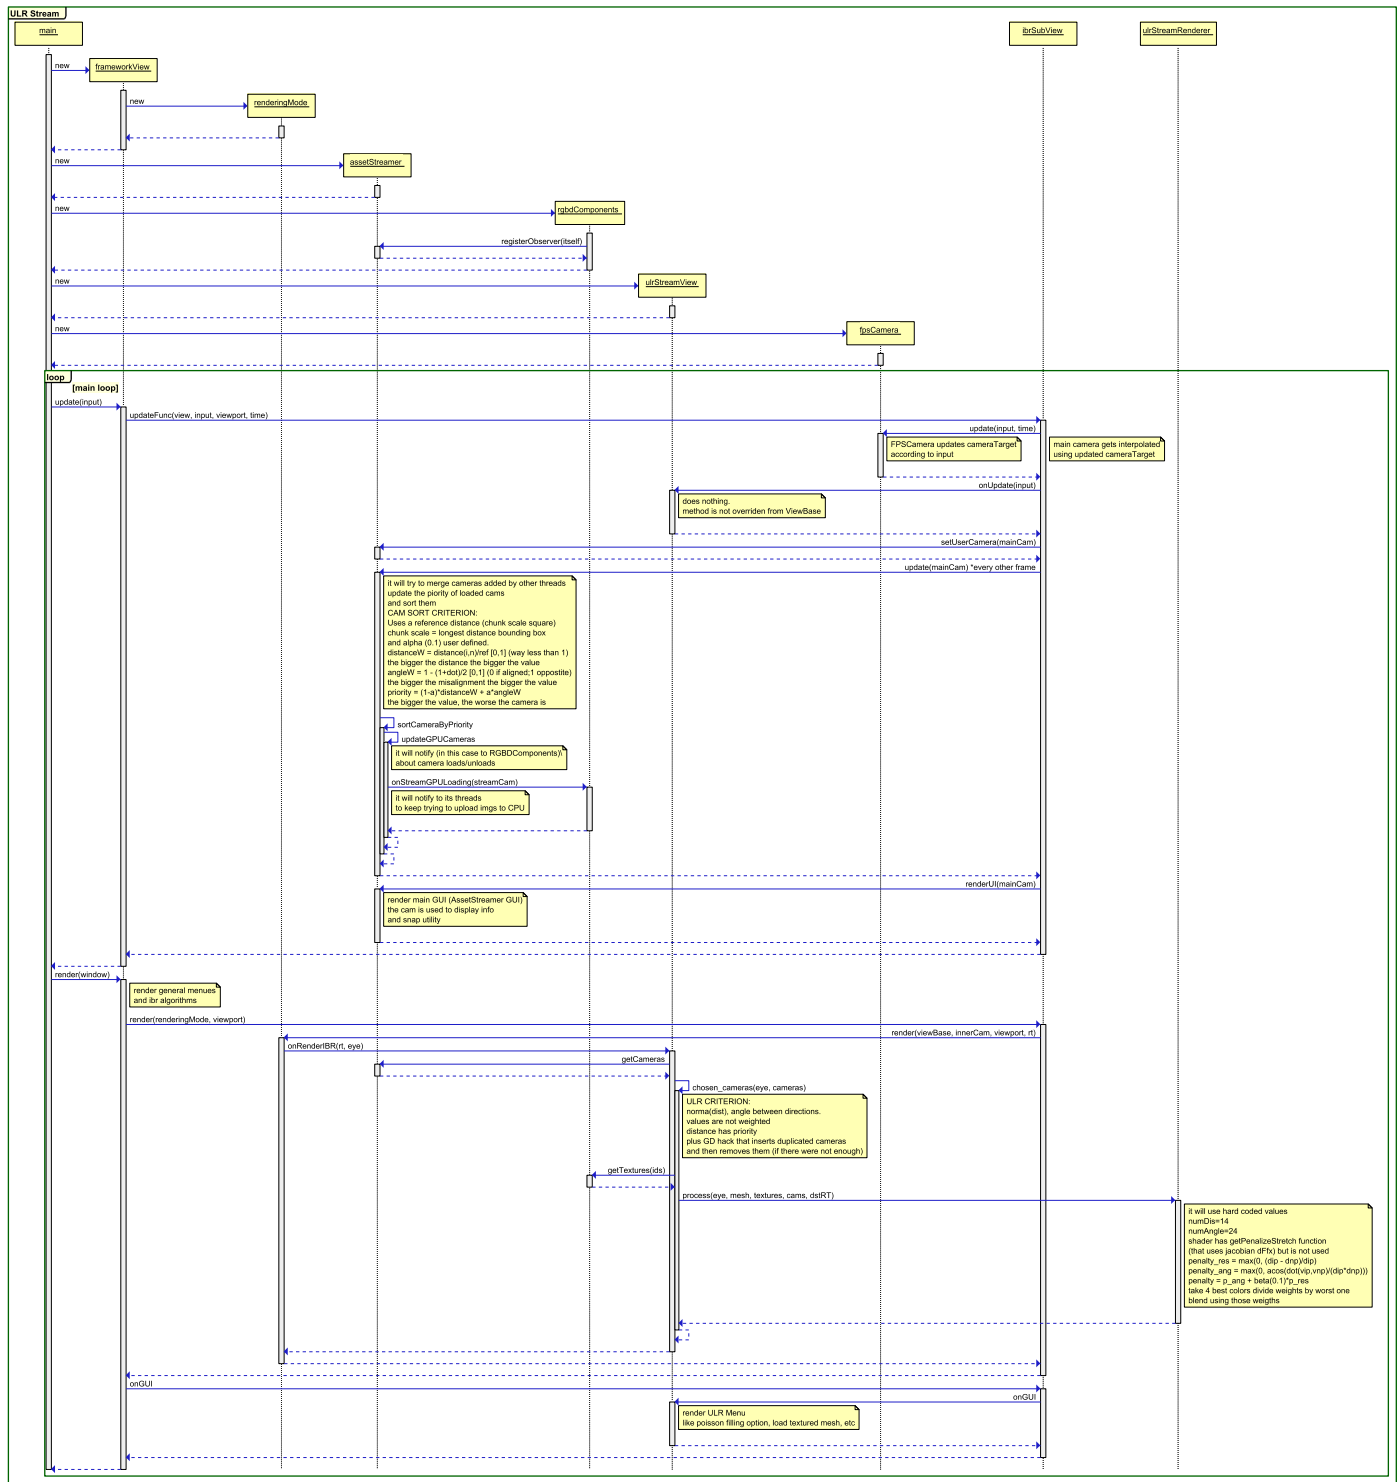 ULR Stream
main
ibrSubView
ulrStreamRenderer
new
frameworkView
new
renderingMode
new
assetStreamer
new
rgbdComponents
registerObserver(itself)
new
ulrStreamView
new
fpsCamera
loop
[main loop]
update(input)
updateFunc(view, input, viewport, time)
update(input, time)
FPSCamera updates cameraTarget
according to input
main camera gets interpolated
using updated cameraTarget
onUpdate(input)
does nothing.
method is not overriden from ViewBase
setUserCamera(mainCam)
update(mainCam) *every other frame
it will try to merge cameras added by other threads
update the piority of loaded cams
and sort them
CAM SORT CRITERION:
Uses a reference distance (chunk scale square)
chunk scale = longest distance bounding box
and alpha (0.1) user defined.
distanceW = distance(i,n)/ref [0,1] (way less than 1)
the bigger the distance the bigger the value
angleW = 1 - (1+dot)/2 [0,1] (0 if aligned;1 oppostite)
the bigger the misalignment the bigger the value
priority = (1-a)*distanceW + a*angleW
the bigger the value, the worse the camera is
sortCameraByPriority
updateGPUCameras
it will notify (in this case to RGBDComponents)\
about camera loads/unloads
onStreamGPULoading(streamCam)
it will notify to its threads
to keep trying to upload imgs to CPU
renderUI(mainCam)
render main GUI (AssetStreamer GUI)
the cam is used to display info
and snap utility
render(window)
render general menues
and ibr algorithms
render(renderingMode, viewport)
render(viewBase, innerCam, viewport, rt)
onRenderIBR(rt, eye)
getCameras
chosen_cameras(eye, cameras)
ULR CRITERION:
norma(dist), angle between directions.
values are not weighted
distance has priority
plus GD hack that inserts duplicated cameras
and then removes them (if there were not enough)
getTextures(ids)
process(eye, mesh, textures, cams, dstRT)
it will use hard coded values
numDis=14
numAngle=24
shader has getPenalizeStretch function
(that uses jacobian dFfx) but is not used
penalty_res = max(0, (dip - dnp)/dip)
penalty_ang = max(0, acos(dot(vip,vnp)/(dip*dnp)))
penalty = p_ang + beta(0.1)*p_res
take 4 best colors divide weights by worst one
blend using those weigths
onGUI
onGUI
render ULR Menu
like poisson filling option, load textured mesh, etc